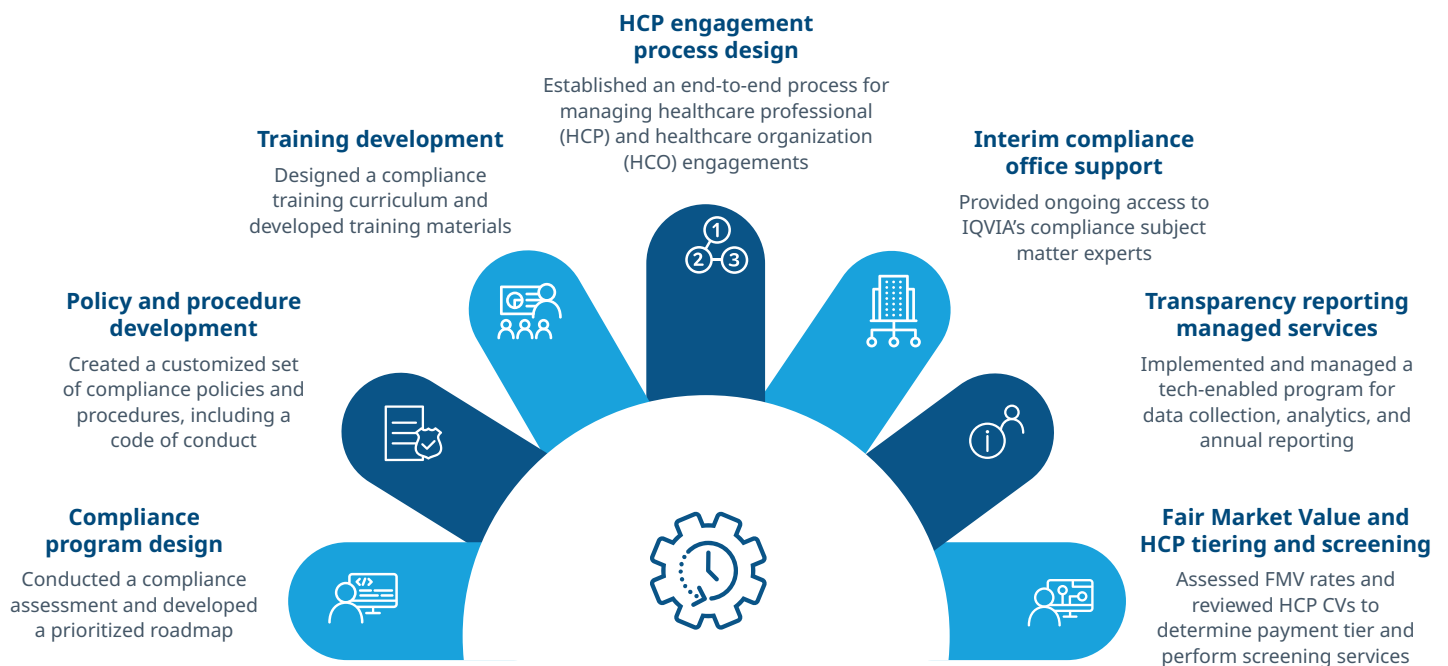 HCP engagement
process design
Established an end-to-end process for
managing healthcare professional
(HCP) and healthcare organization
(HCO) engagements
Training development
Designed a compliance
training curriculum and
developed training materials
Interim compliance
office support
Provided ongoing access to
IQVIA’s compliance subject
matter experts
Policy and procedure
development
Created a customized set
of compliance policies and
procedures, including a
code of conduct
Transparency reporting
managed services
Implemented and managed a
tech-enabled program for
data collection, analytics, and
annual reporting
Compliance
program design
Conducted a compliance
assessment and developed
a prioritized roadmap
Fair Market Value and
HCP tiering and screening
Assessed FMV rates and
reviewed HCP CVs to
determine payment tier and
perform screening services
1
2 3
i
</>